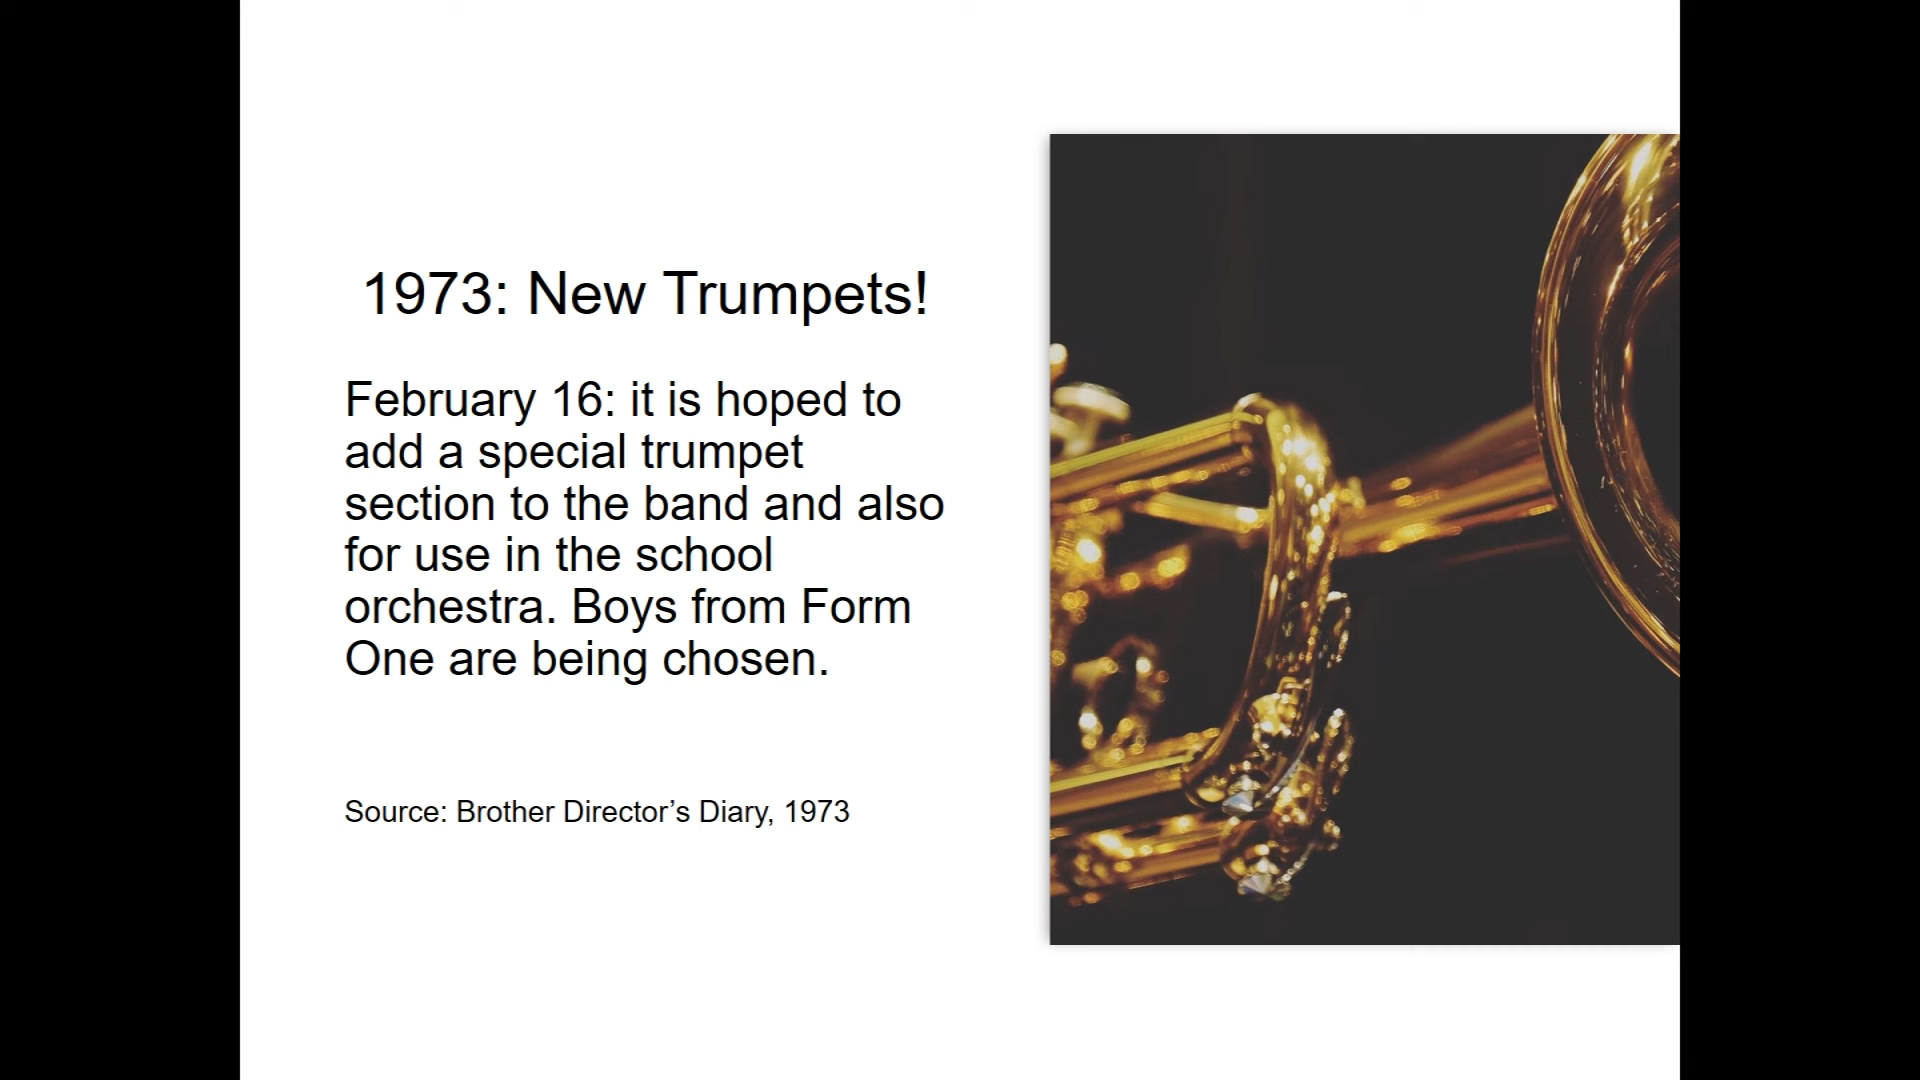 1973: New Trumpets!
February 16: it is hoped to
add a special trumpet
section to the band and also
for use in the school
orchestra. Boys from Form
One are being chosen.
Source: Brother Director’s Diary, 1973